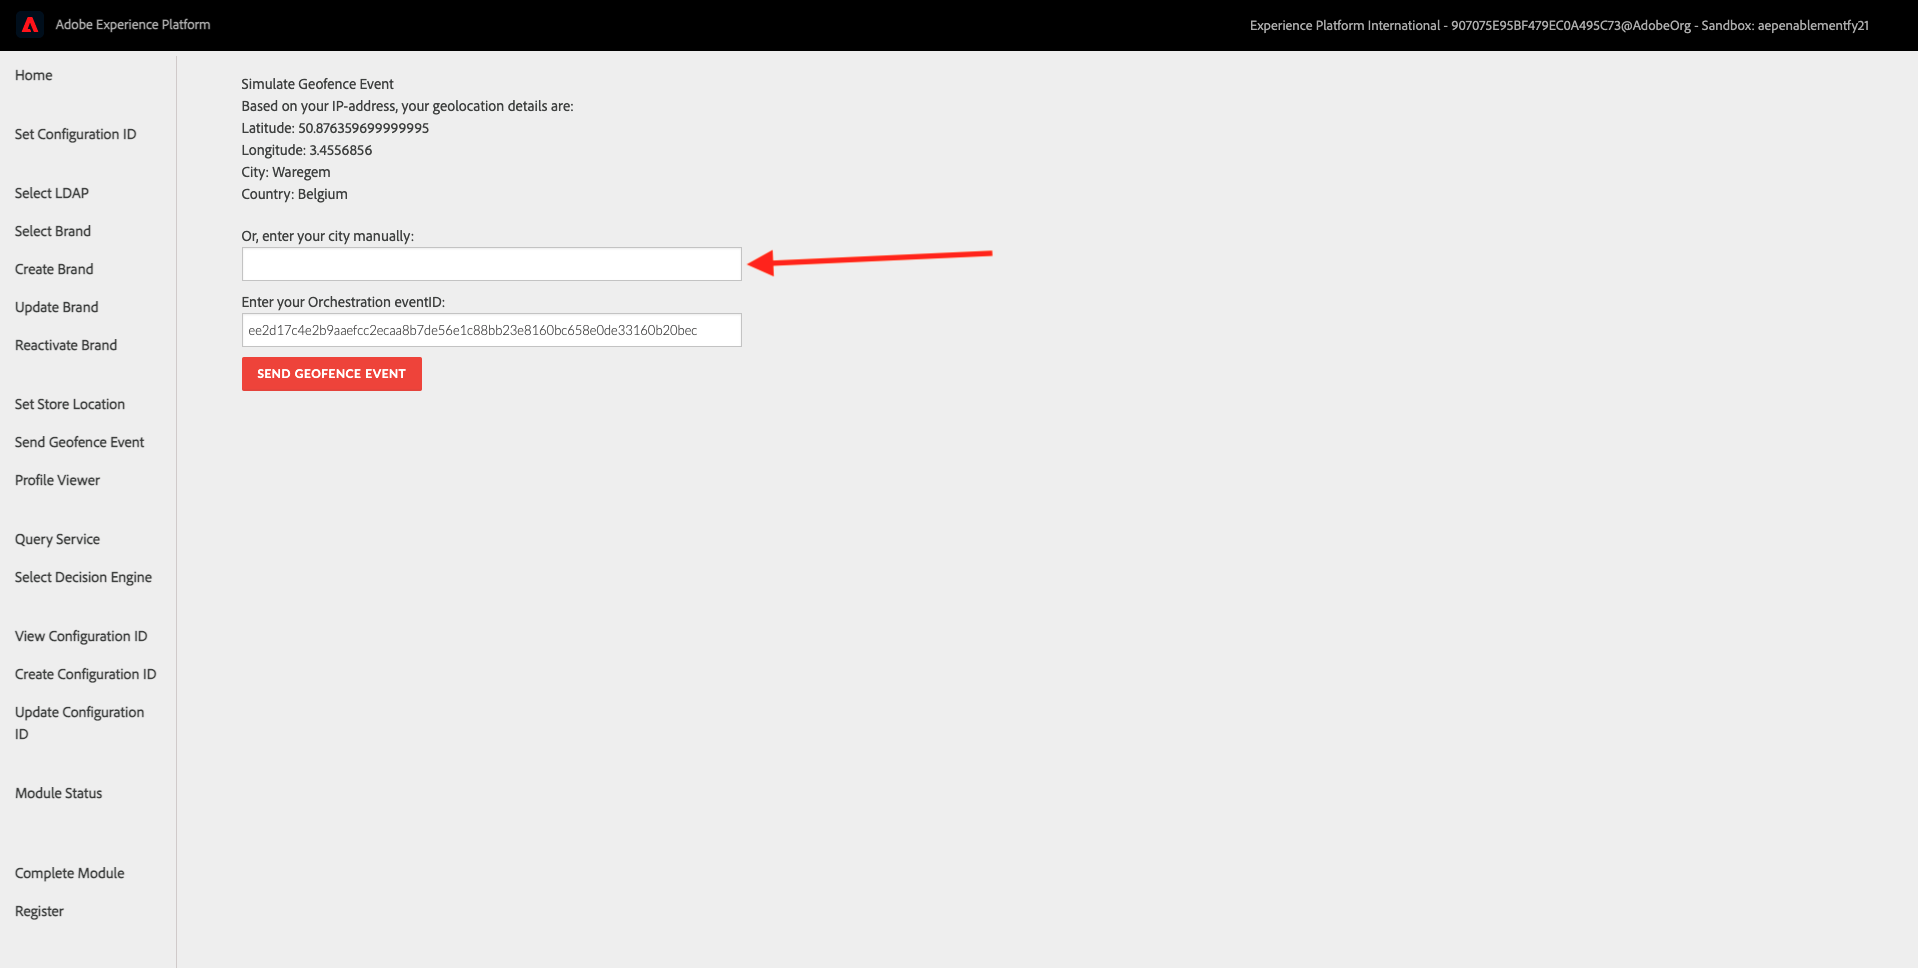 Adobe Experience Platform
Experience Platform International - 907075E95BF479EC0A495C73@AdobeOrg - Sandbox: aepenablementfy21
Home
Set Configuration ID
Select LDAP
Select Brand
Create Brand
Update Brand
Reactivate Brand
Set Store Location
Send Geofence Event
Profile Viewer
Query Service
Select Decision Engine
View Configuration ID
Create Configuration ID
Update Configuration
ID
Module Status
Complete Module
Register
Simulate Geofence Event
Based on your IP-address, your geolocation details are:
Latitude: 50.876359699999995
Longitude: 3.4556856
City: Waregem
Country: Belgium
Or, enter your city manually:
Enter your Orchestration eventID:
ee2d17c4e2b9aaefcc2ecaa8b7de56e1c88bb23e8160bc658e0de33160b20bec
SEND GEOFENCE EVENT